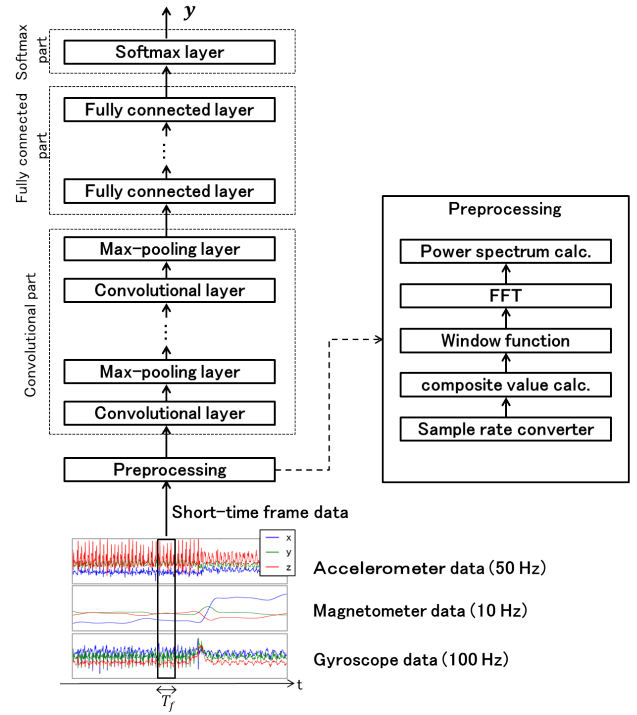 y
Softmax part
Softmax layer
Fully connected part
Fully connected layer
...
Fully connected layer
Convolutional part
Max-pooling layer
Convolutional layer
...
Max-pooling layer
Convolutional layer
Preprocessing
Short-time frame data
Preprocessing
Power spectrum calc.
FFT
Window function
composite value calc.
Sample rate converter
x
y
z
Accelerometer data (50 Hz)
Magnetometer data (10 Hz)
Gyroscope data (100 Hz)
t
T_f